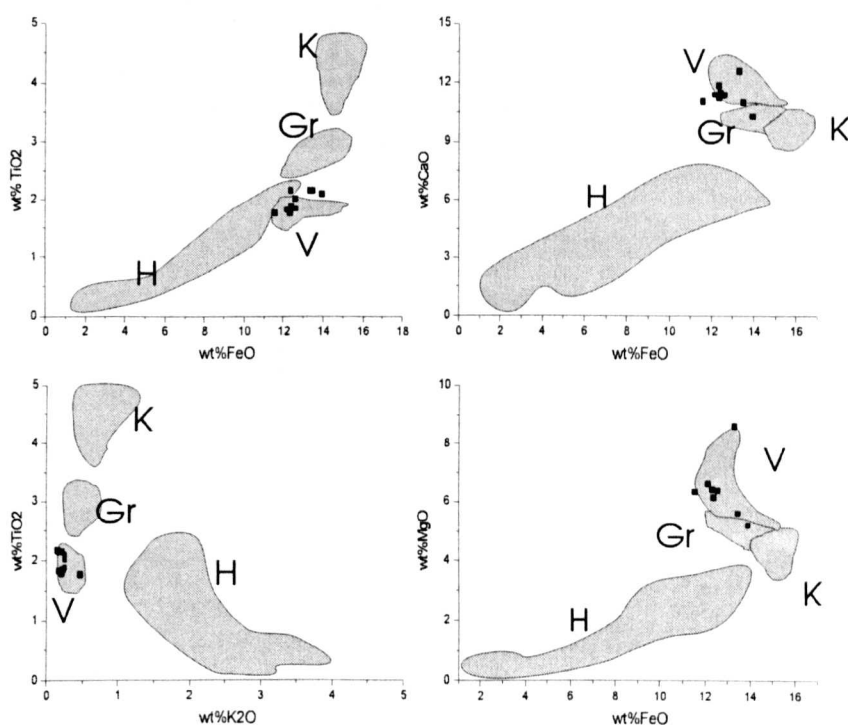 5
4
3
2
1
0
wt% TiO2
K
Gr
H
V
0 2 4 6 8 10 12 14 16 18
wt%FeO
15
12
9
6
3
0
wt%CaO
V
Gr
K
H
0 2 4 6 8 10 12 14 16
wt%FeO
5
4
3
2
1
0
wt%TiO2
K
Gr
H
V
0 1 2 3 4 5
wt%K2O
10
8
6
4
2
0
wt%MgO
V
Gr
K
H
2 4 6 8 10 12 14 16
wt%FeO